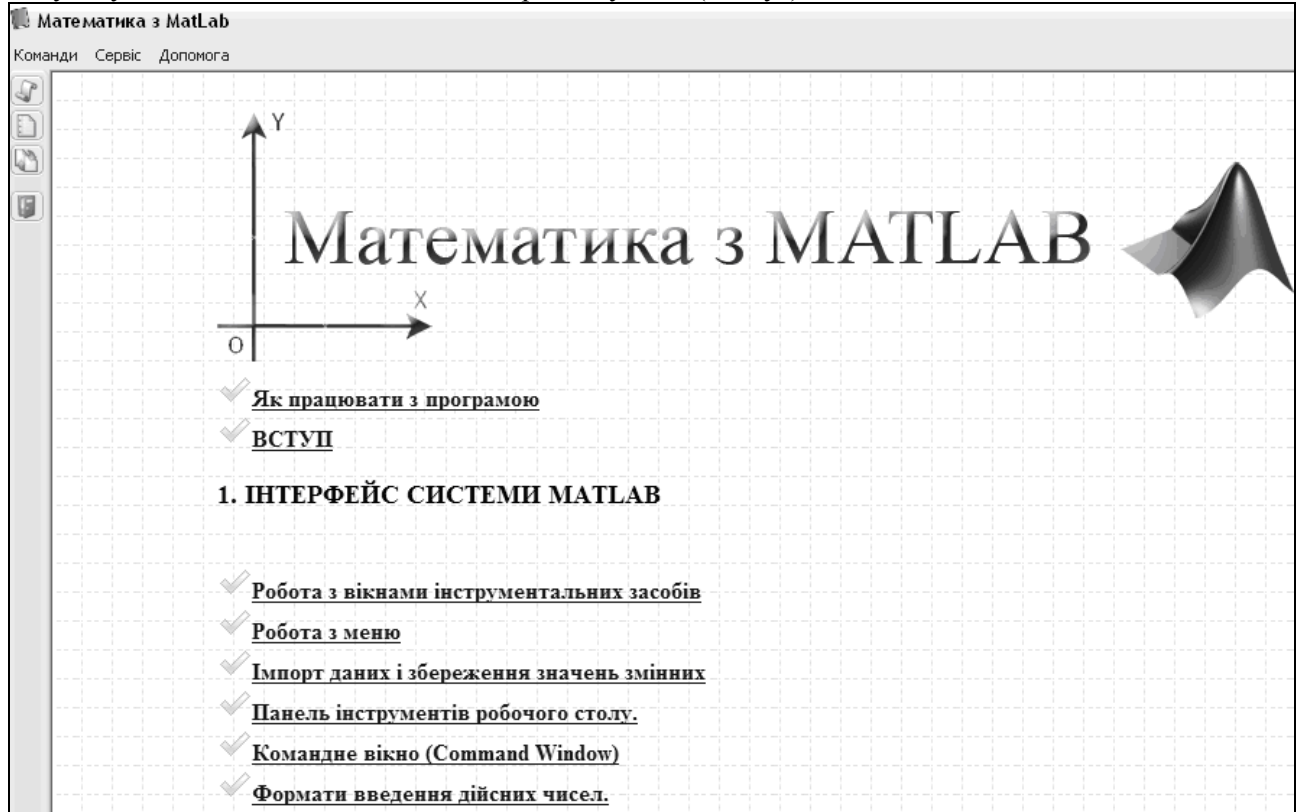 Математика з MatLab
Команди Сервіс Допомога
Y
Математика з MATLAB
X
O
Як працювати з програмою
ВСТУП
1. ІНТЕРФЕЙС СИСТЕМИ MATLAB
Робота з вікнами інструментальних засобів
Робота з меню
Імпорт даних і збереження значень змінних
Панель інструментів робочого столу.
Командне вікно (Command Window)
Формати введення дійсних чисел.